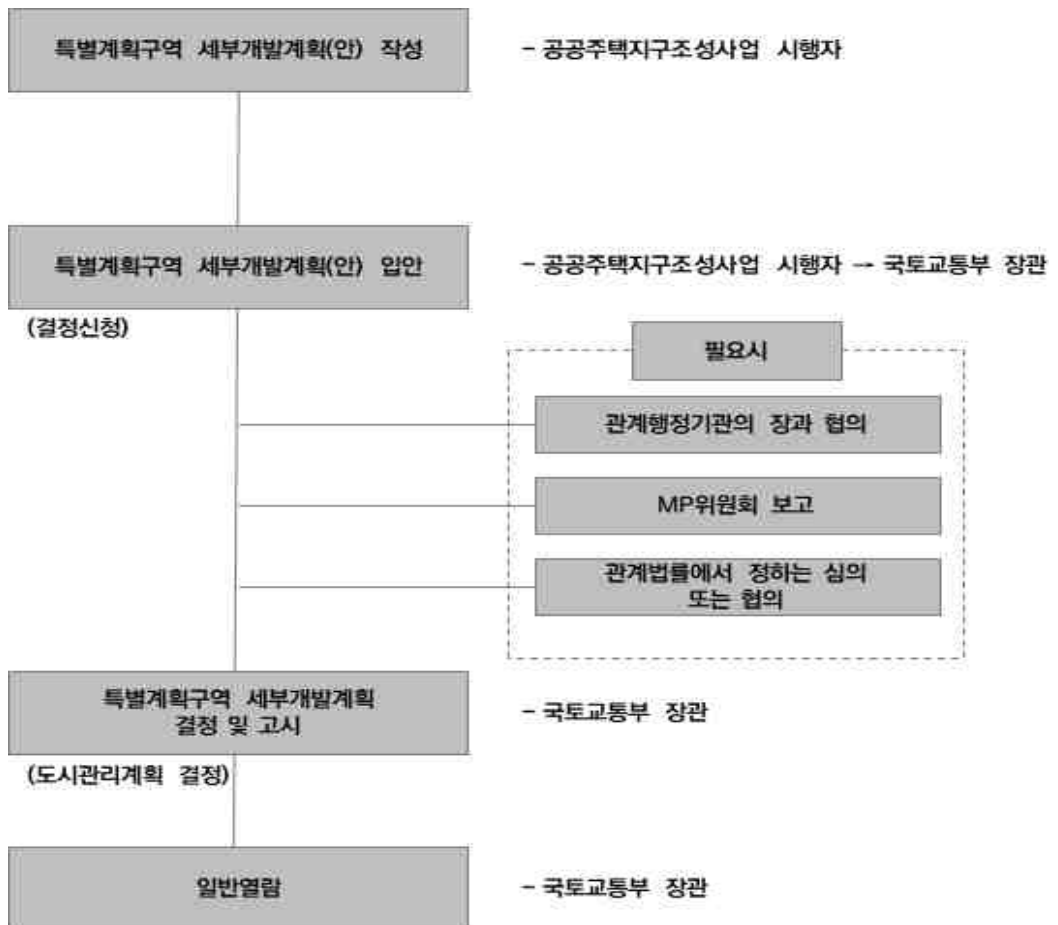 특별계획구역 세부개발계획(안) 작성
- 공공주택지구조성사업 시행자
특별계획구역 세부개발계획(안) 입안
- 공공주택지구조성사업 시행자 → 국토교통부 장관
(결정신청)
필요시
관계행정기관의 장과 협의
MP위원회 보고
관계법률에서 정하는 심의
또는 협의
특별계획구역 세부개발계획
결정 및 고시
- 국토교통부 장관
(도시관리계획 결정)
일반열람
- 국토교통부 장관